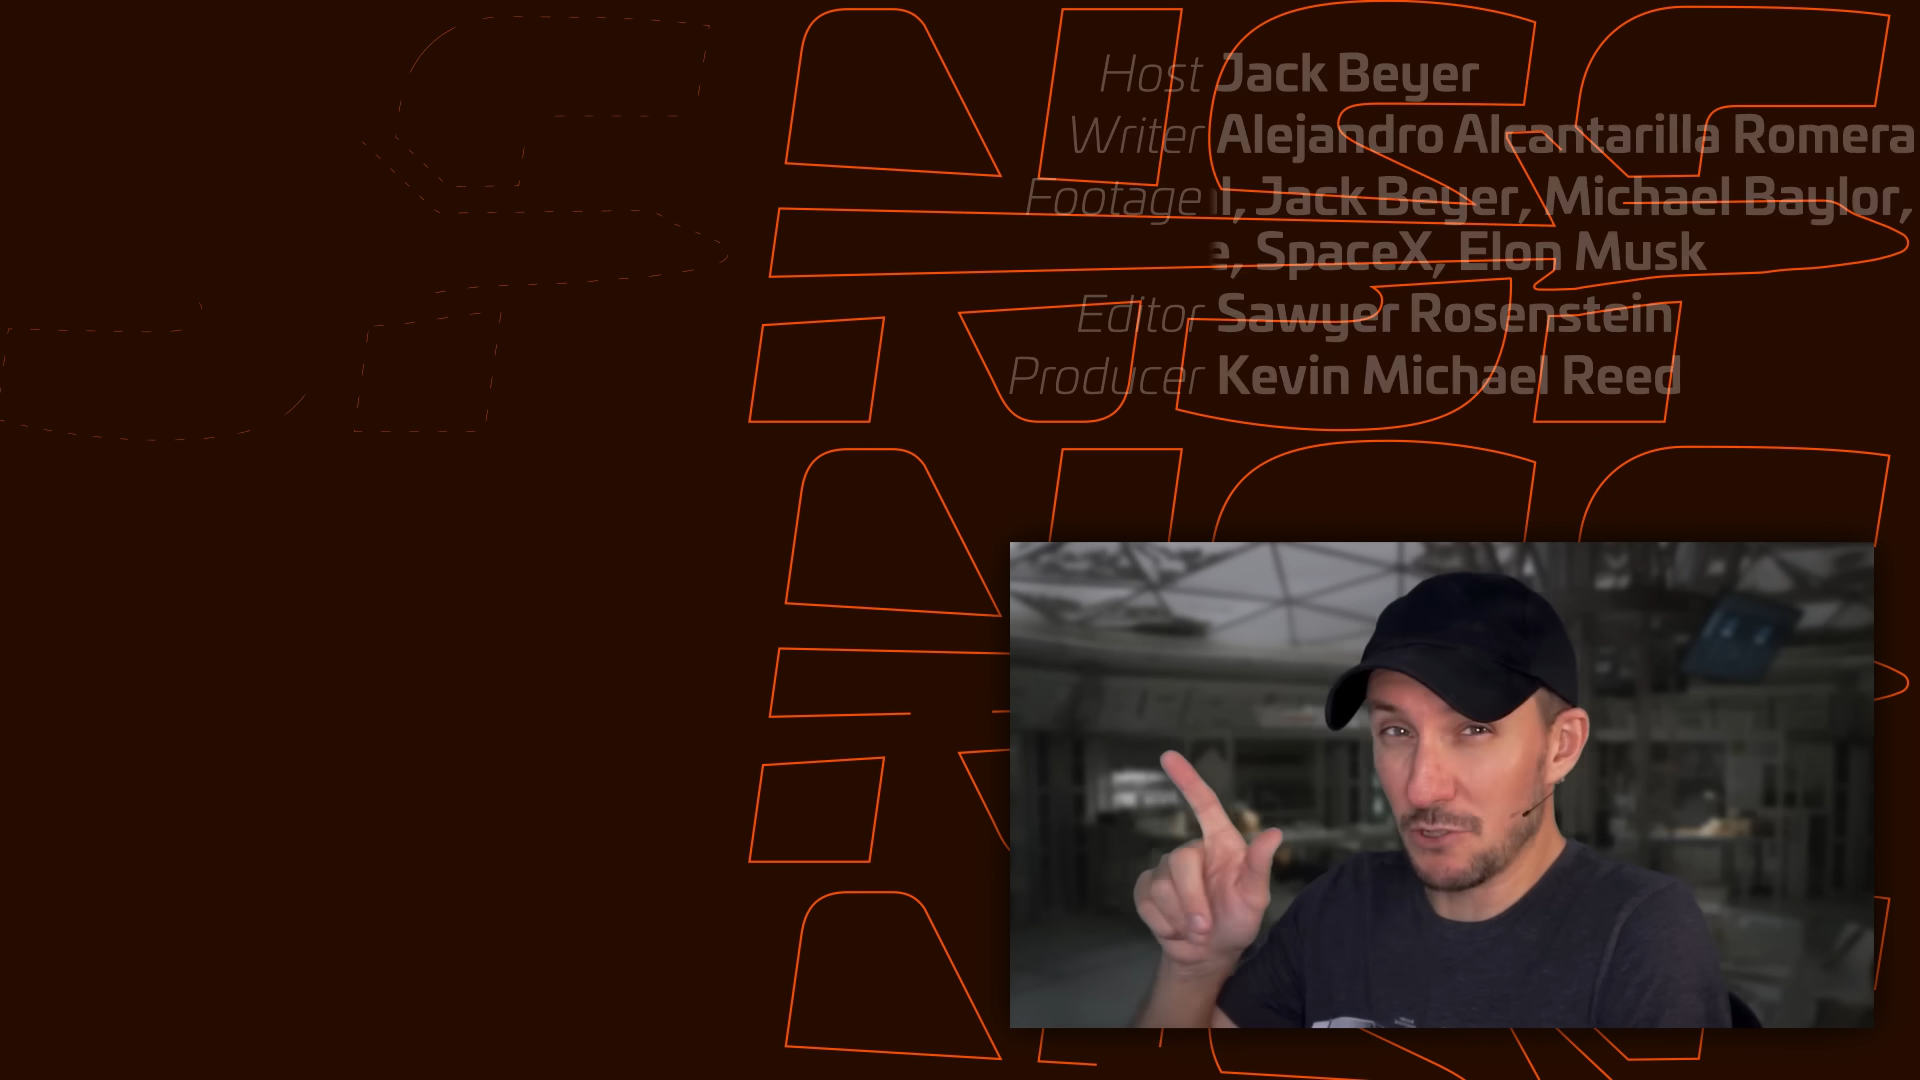 Host Jack Beyer
Writer Alejandro Alcantarilla Romera
Footage l, Jack Beyer, Michael Baylor,
e, SpaceX, Elon Musk
Editor Sawyer Rosenstein
Producer Kevin Michael Reed